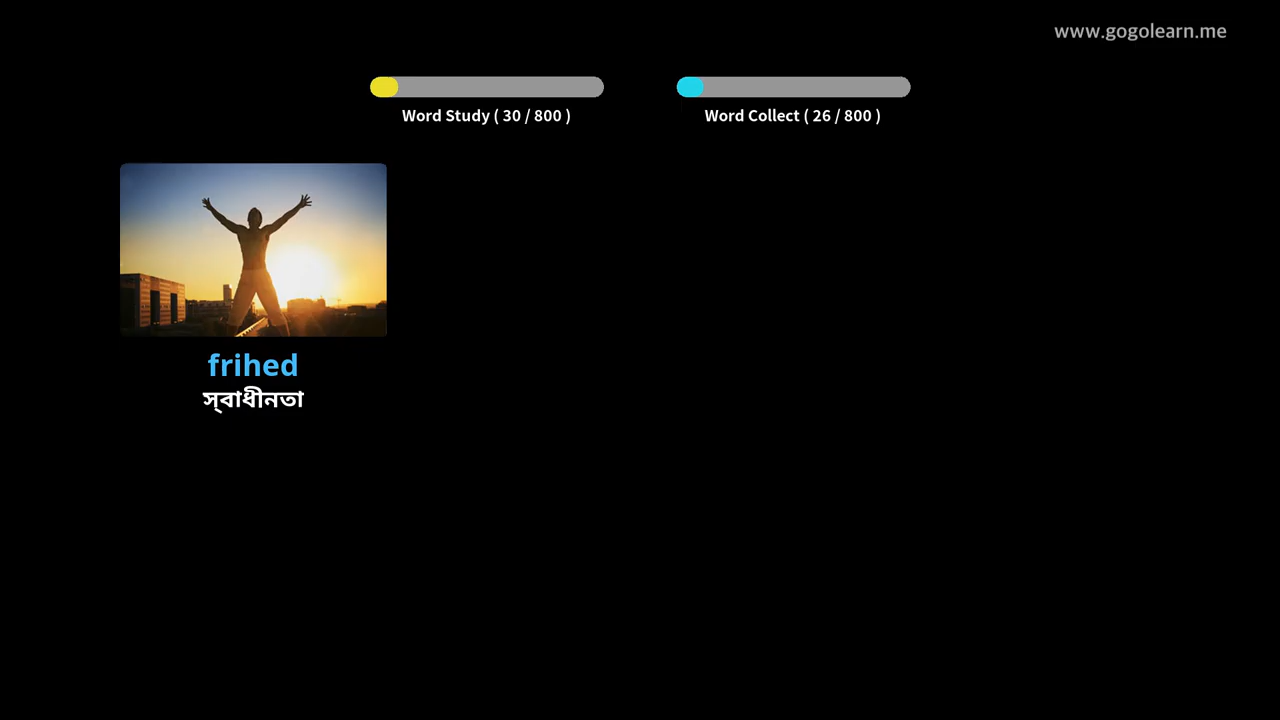 www.gogolearn.me
Word Study ( 30 / 800 )
Word Collect ( 26 / 800 )
frihed
স্‌বাধীনতা